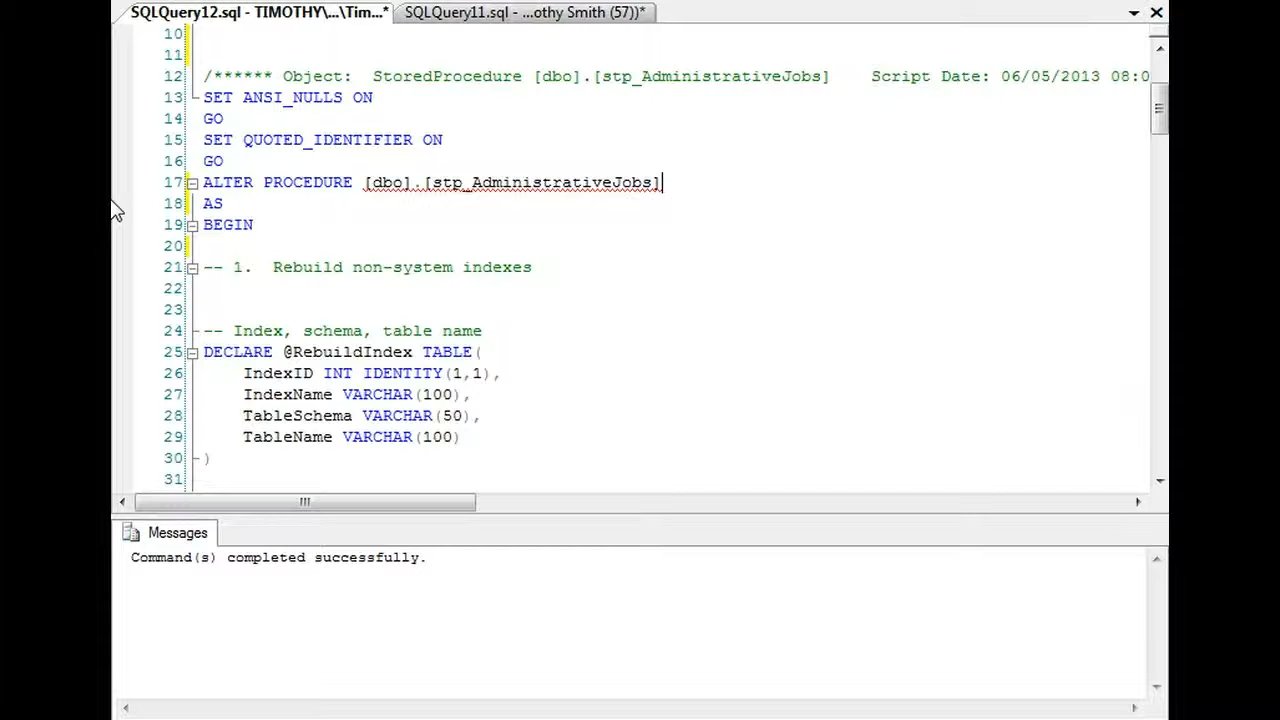 SQLQuery12.sql - TIMOTHY\...\Tim...* SQLQuery11.sql - ...othy Smith (57))*
10
11
12 /****** Object:  StoredProcedure [dbo].[stp_AdministrativeJobs]    Script Date: 06/05/2013 08:0
13 SET ANSI_NULLS ON
14 GO
15 SET QUOTED_IDENTIFIER ON
16 GO
17 ALTER PROCEDURE [dbo].[stp_AdministrativeJobs]
18 AS
19 BEGIN
20
21 -- 1.  Rebuild non-system indexes
22
23
24 -- Index, schema, table name
25 DECLARE @RebuildIndex TABLE(
26     IndexID INT IDENTITY(1,1),
27     IndexName VARCHAR(100),
28     TableSchema VARCHAR(50),
29     TableName VARCHAR(100)
30 )
31
Messages
Command(s) completed successfully.